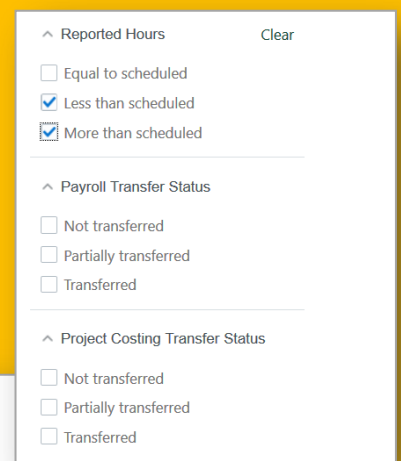 Reported Hours Clear
Equal to scheduled
Less than scheduled
More than scheduled
Payroll Transfer Status
Not transferred
Partially transferred
Transferred
Project Costing Transfer Status
Not transferred
Partially transferred
Transferred